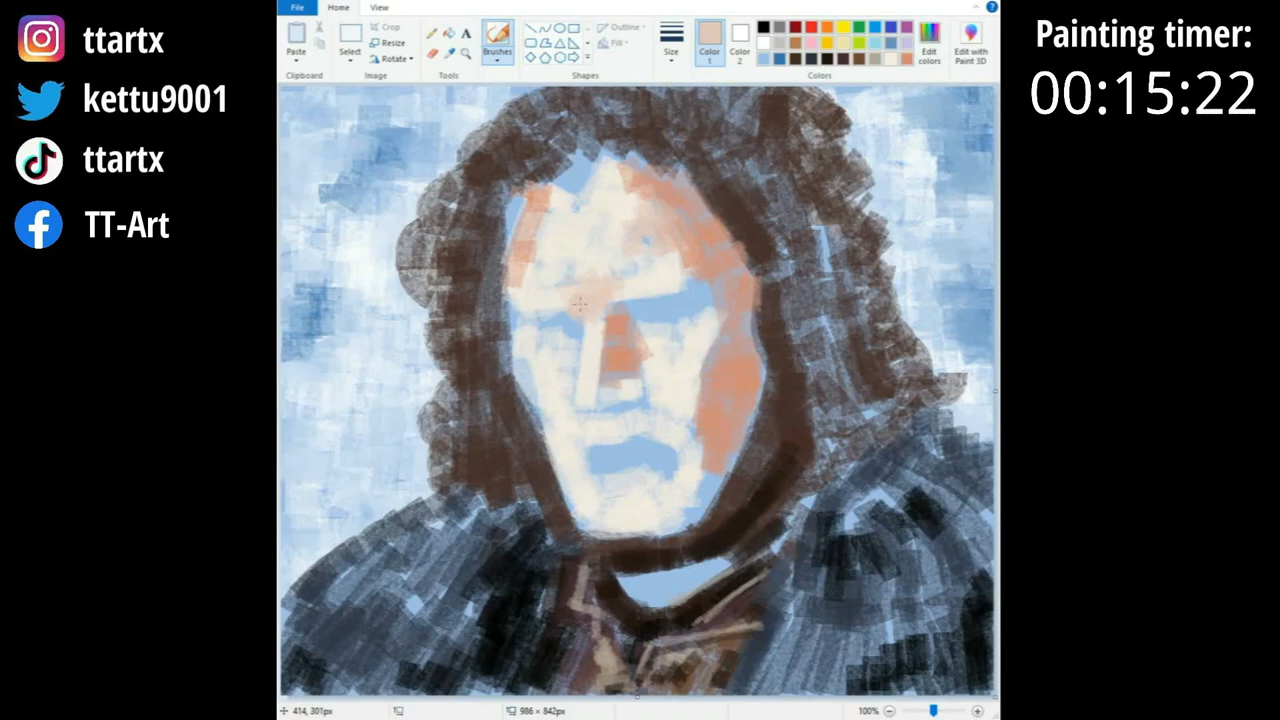 ttartx
kettu9001
ttartx
TT-Art
File
Home
View
Paste
Clipboard
Select
Crop
Resize
Rotate
Image
A
Tools
Brushes
Outline
Fill
Shapes
Size
Color
1
Color
2
Edit
colors
Edit with
Paint 3D
Colors
Painting timer:
00:15:22
414, 301px
986 × 842px
100%